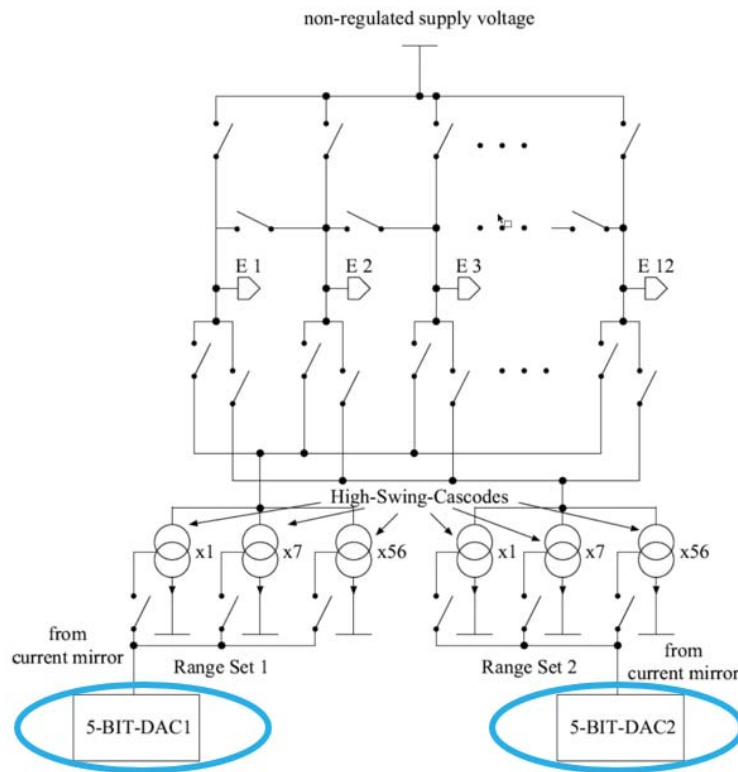 non-regulated supply voltage
E 1
E 2
E 3
E 12
High-Swing-Cascodes
x1
x7
x56
x1
x7
x56
from
current mirror
Range Set 1
Range Set 2
from
current mirror
5-BIT-DAC1
5-BIT-DAC2